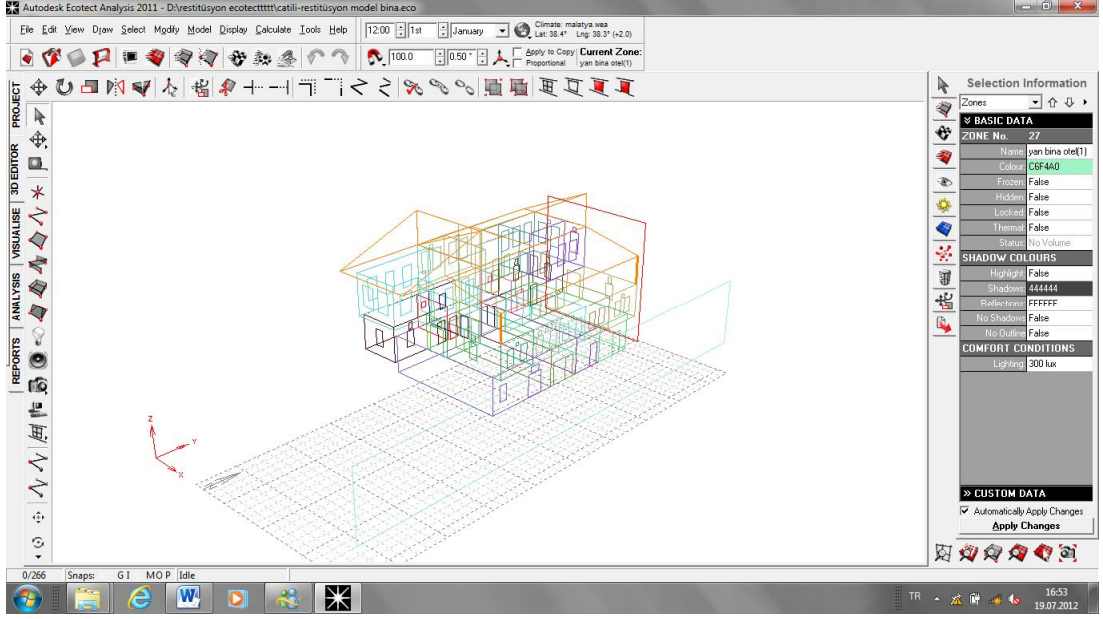 Autodesk Ecotect Analysis 2011 - D:\restitüsyon ecotecttttt\catili-restitüsyon model bina.eco
File Edit View Draw Select Modify Model Display Calculate Tools Help
12:00 1st January
Climate: malatya.wea
Lat: 38.4° Lng: 38.3° (+2.0)
100.0 0.50 °
Apply to Copy
Proportional
Current Zone:
yan bina otel(1)
PROJECT
3D EDITOR
VISUALISE
ANALYSIS
REPORTS
Z
Y
X
Selection Information
Zones
BASIC DATA
ZONE No. 27
Name: yan bina otel(1)
Colour: C6F4A0
Frozen: False
Hidden: False
Locked: False
Thermal: False
Status: No Volume
SHADOW COLOURS
Highlight: False
Shadows: 444444
Reflections: FFFFFF
No Shadow: False
No Outline: False
COMFORT CONDITIONS
Lighting: 300 lux
CUSTOM DATA
Automatically Apply Changes
Apply Changes
0/266 Snaps: G I M O P Idle
TR
16:53
19.07.2012